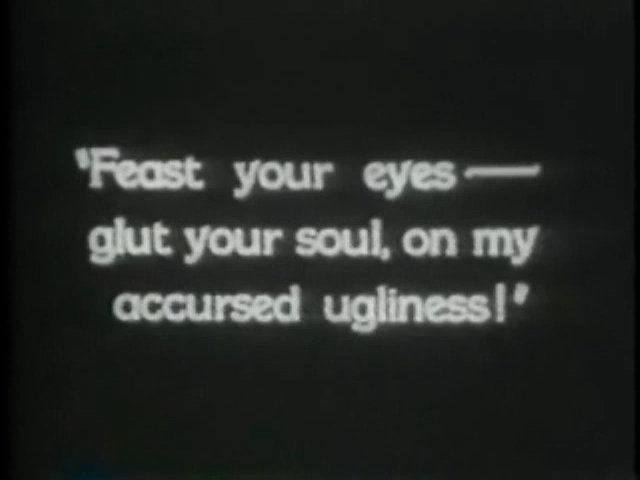 "Feast your eyes—
glut your soul, on my
accursed ugliness!"